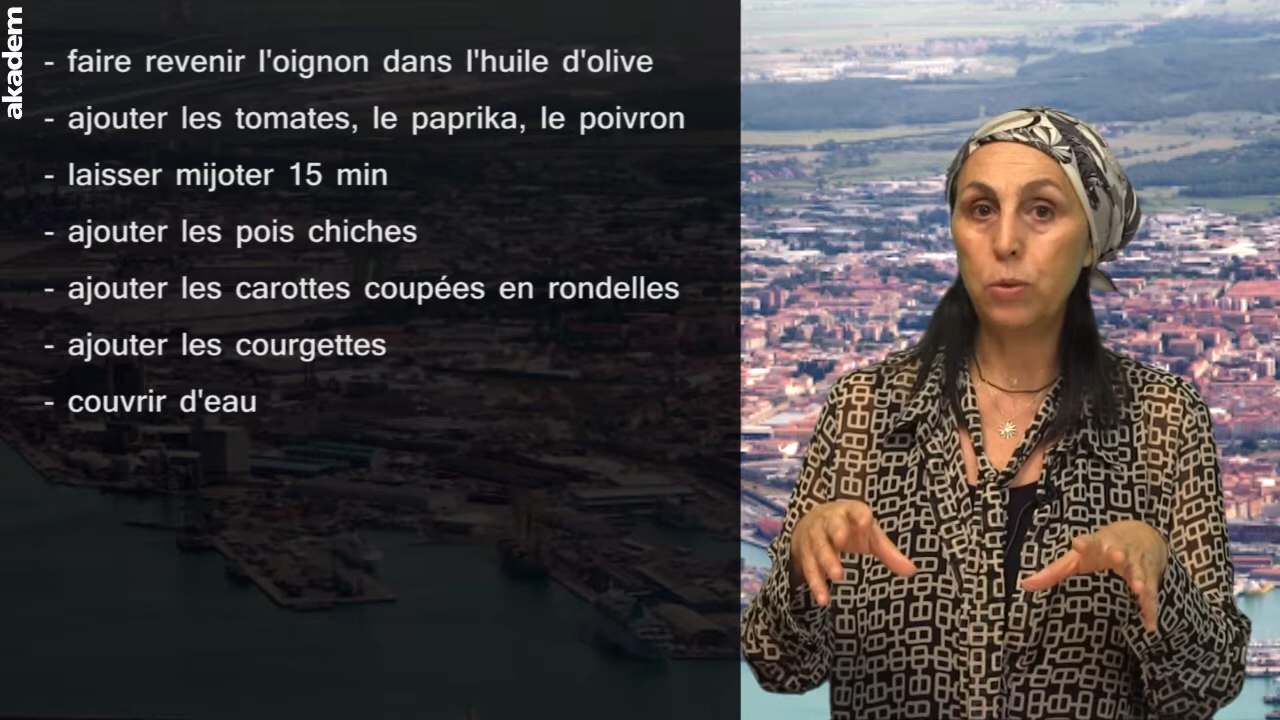 akadem
- faire revenir l'oignon dans l'huile d'olive
- ajouter les tomates, le paprika, le poivron
- laisser mijoter 15 min
- ajouter les pois chiches
- ajouter les carottes coupées en rondelles
- ajouter les courgettes
- couvrir d'eau